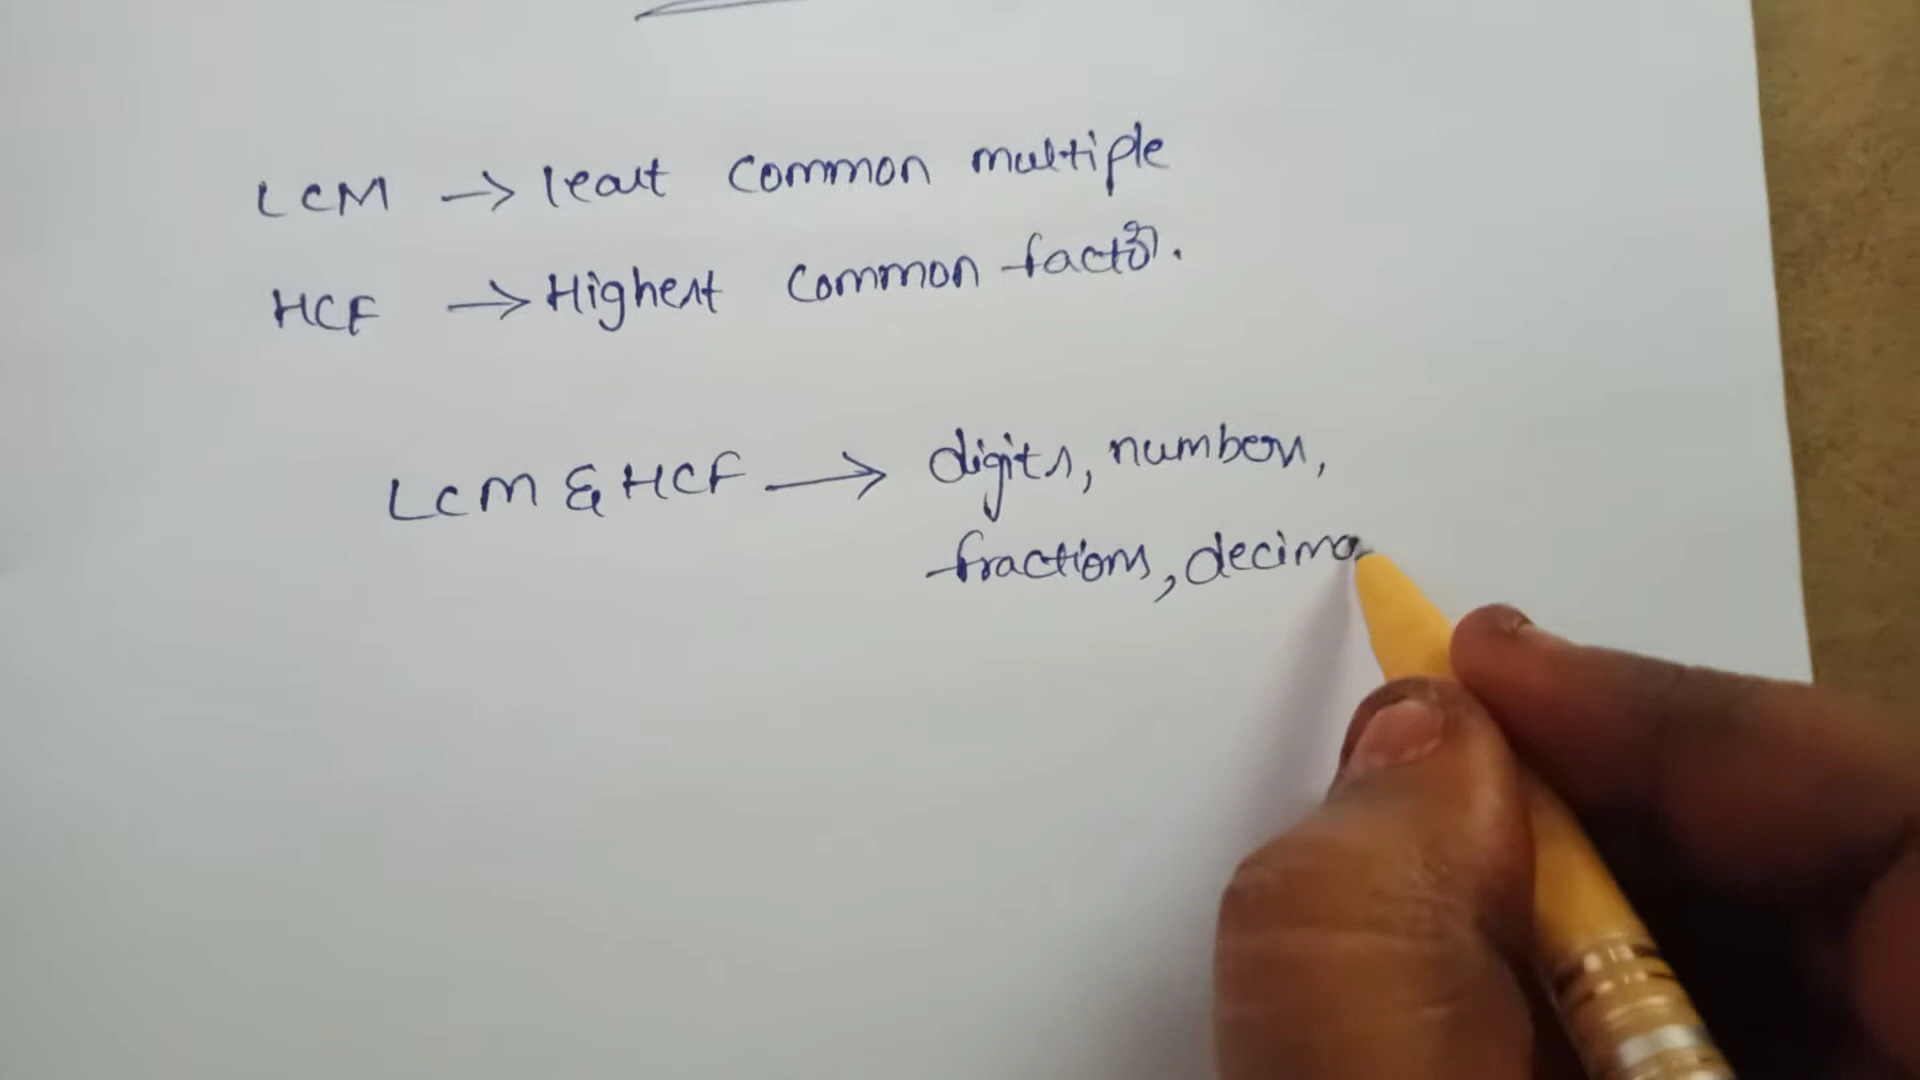 LCM → least common multiple
HCF → Highest common factor.
LCM & HCF → digits, numbers,
fractions, decima